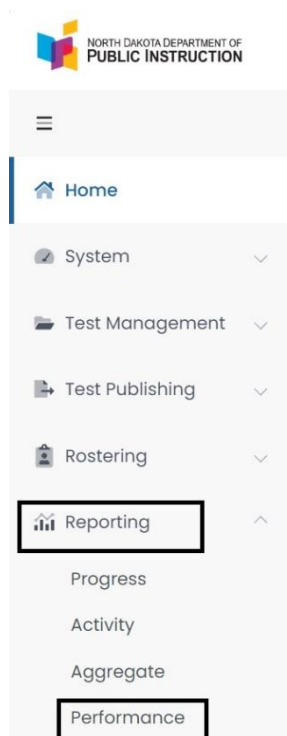 NORTH DAKOTA DEPARTMENT OF
PUBLIC INSTRUCTION
Home
System
Test Management
Test Publishing
Rostering
Reporting
Progress
Activity
Aggregate
Performance